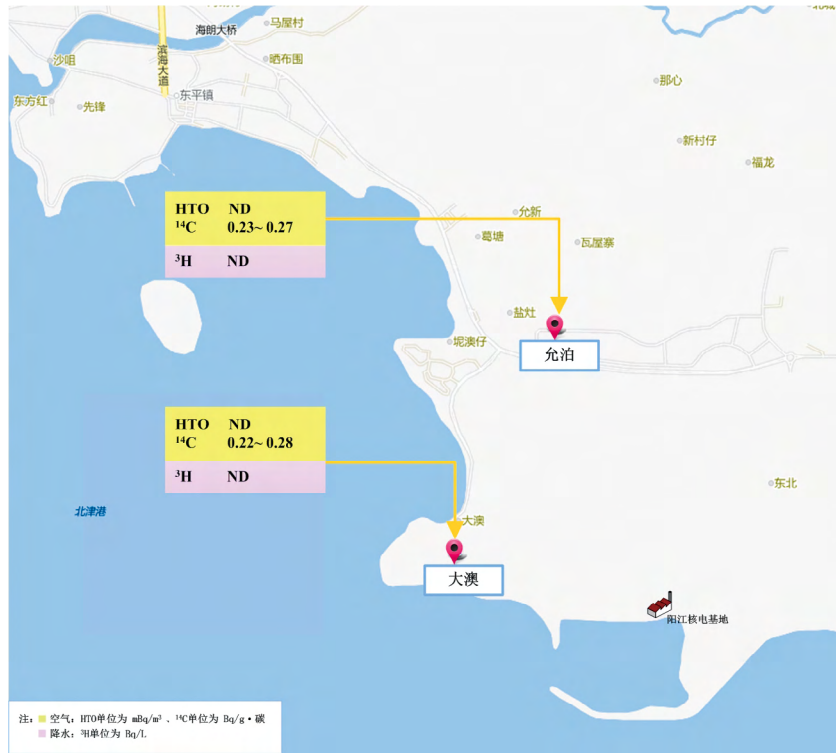 海朗大桥
马屋村
滨海大道
沙咀
晒布围
东方红
先锋
东平镇
那心
新村仔
福龙
HTO ND
¹⁴C 0.23~ 0.27
³H ND
允新
葛塘
瓦屋寨
盐灶
坭澳仔
允泊
HTO ND
¹⁴C 0.22~ 0.28
³H ND
东北
北津港
大澳
大澳
阳江核电基地
注: 空气: HTO单位为 mBq/m³ 、¹⁴C单位为 Bq/g·碳
降水: ³H单位为 Bq/L